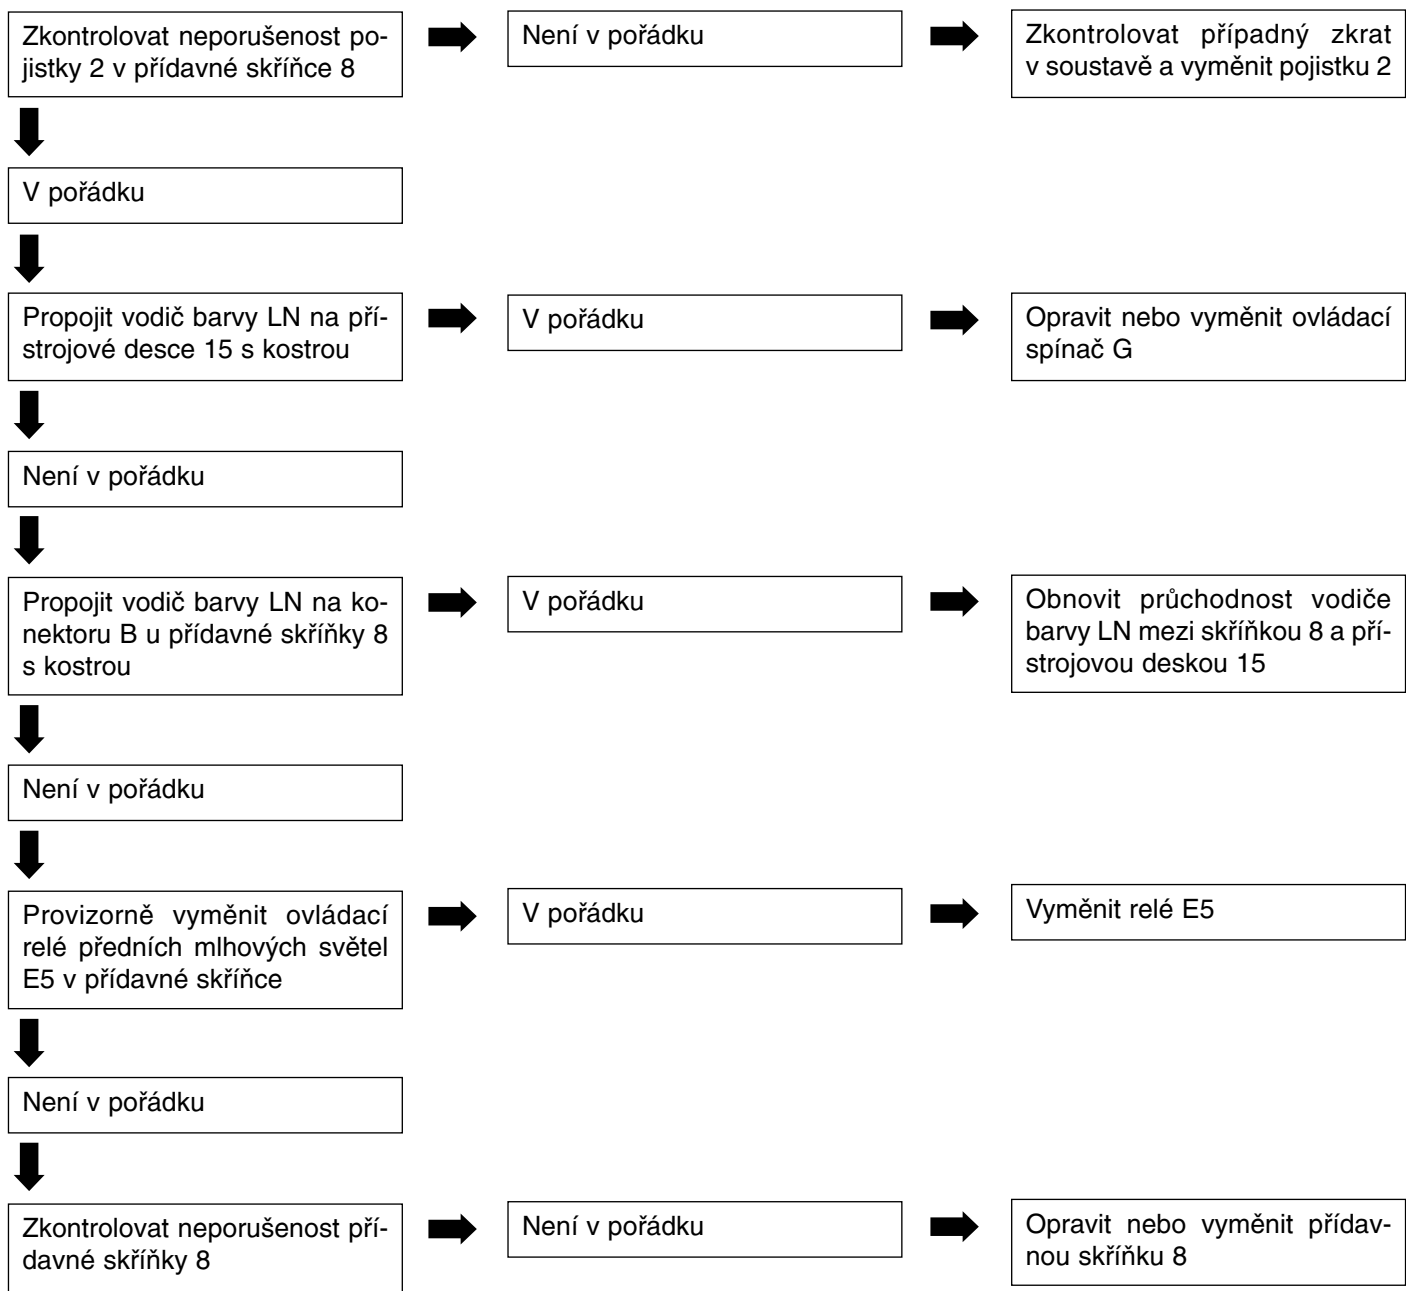 Zkontrolovat neporušenost po-
jistky 2 v přídavné skříňce 8
Není v pořádku
Zkontrolovat případný zkrat
v soustavě a vyměnit pojistku 2
V pořádku
Propojit vodič barvy LN na pří-
strojové desce 15 s kostrou
V pořádku
Opravit nebo vyměnit ovládací
spínač G
Není v pořádku
Propojit vodič barvy LN na ko-
nektoru B u přídavné skříňky 8
s kostrou
V pořádku
Obnovit průchodnost vodiče
barvy LN mezi skříňkou 8 a pří-
strojovou deskou 15
Není v pořádku
Provizorně vyměnit ovládací
relé předních mlhových světel
E5 v přídavné skříňce
V pořádku
Vyměnit relé E5
Není v pořádku
Zkontrolovat neporušenost pří-
davné skříňky 8
Není v pořádku
Opravit nebo vyměnit přídav-
nou skříňku 8